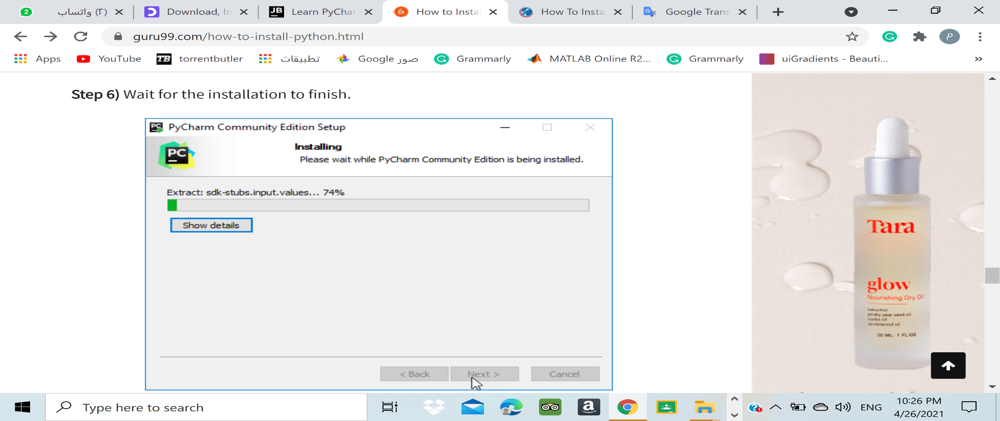 2
(٢) واتساب
Download, In
JB
Learn PyChar
How to Insta
How To Insta
Google Trans
guru99.com/how-to-install-python.html
P
Apps
YouTube
TB
torrentbutler
تطبيقات
صور Google
Grammarly
MATLAB Online R2...
Grammarly
uiGradients - Beauti...
»
Step 6) Wait for the installation to finish.
PC
PyCharm Community Edition Setup
PC
Installing
Please wait while PyCharm Community Edition is being installed.
Extract: sdk-stubs.input.values... 74%
Show details
< Back
Next >
Cancel
Tara
glow
Nourishing Dry Oil
bakuchiol
prickly pear seed oil
jojoba oil
sandalwood oil
30 ML · 1 FL.OZ.
Type here to search
a
ENG
10:26 PM
4/26/2021